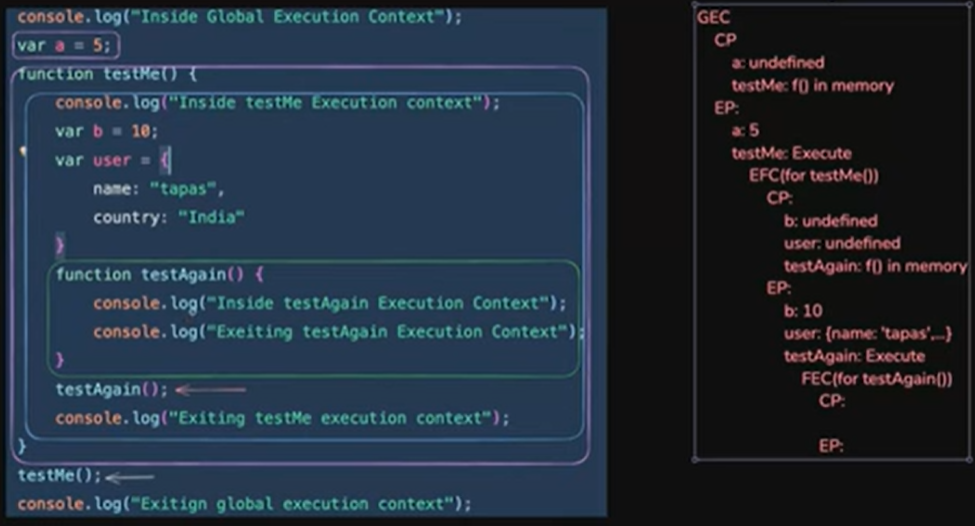 console.log("Inside Global Execution Context");
var a = 5;
function testMe() {
console.log("Inside testMe Execution context");
var b = 10;
var user = {
name: "tapas",
country: "India"
}
function testAgain() {
console.log("Inside testAgain Execution Context");
console.log("Exeiting testAgain Execution Context");
}
testAgain();
console.log("Exiting testMe execution context");
}
testMe();
console.log("Exitign global execution context");
GEC
CP
a: undefined
testMe: f() in memory
EP:
a: 5
testMe: Execute
EFC(for testMe())
CP:
b: undefined
user: undefined
testAgain: f() in memory
EP:
b: 10
user: {name: 'tapas',...}
testAgain: Execute
FEC(for testAgain())
CP:
EP: